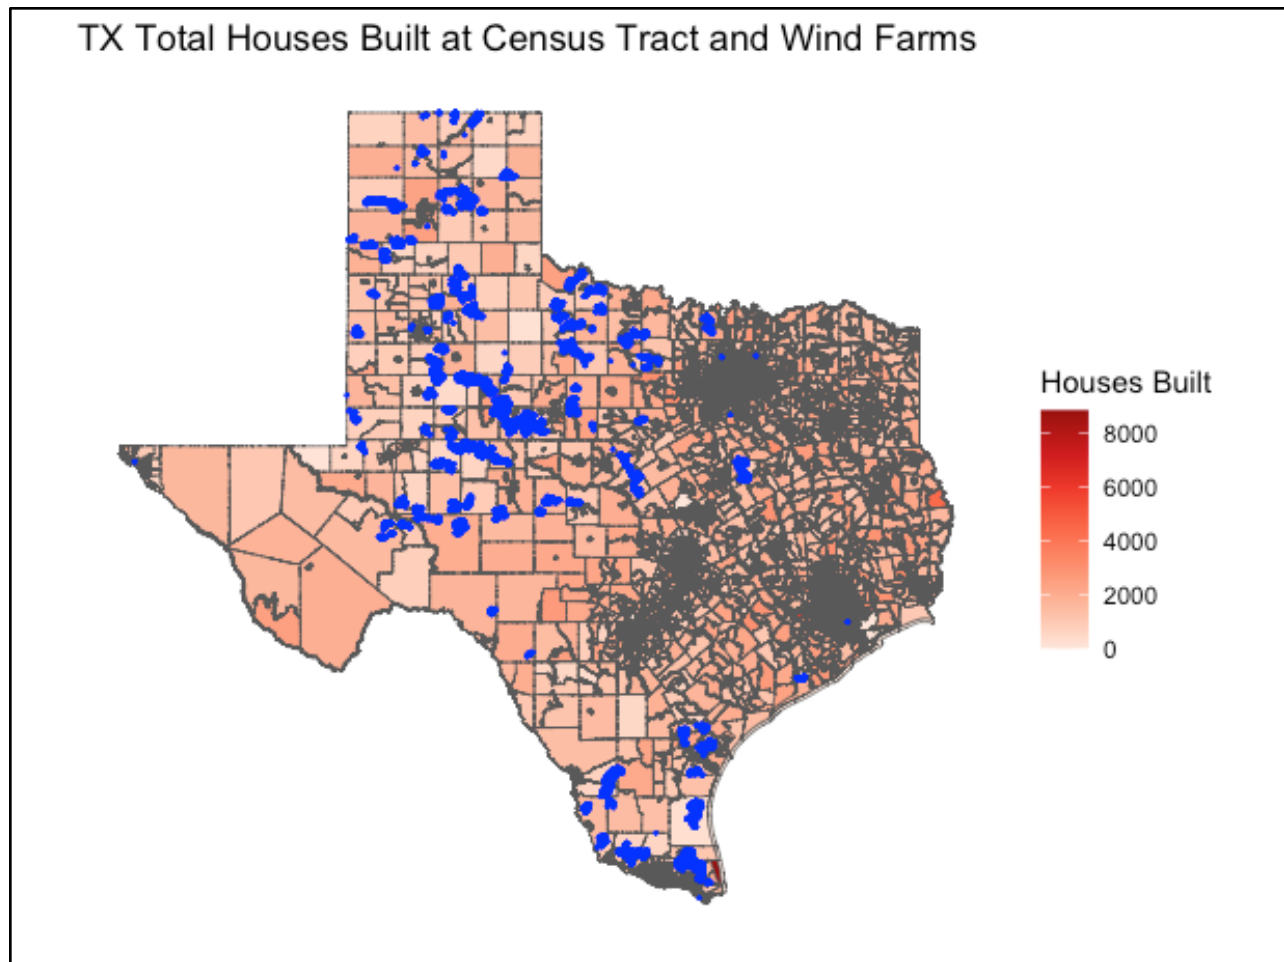 TX Total Houses Built at Census Tract and Wind Farms
Houses Built
8000
6000
4000
2000
0